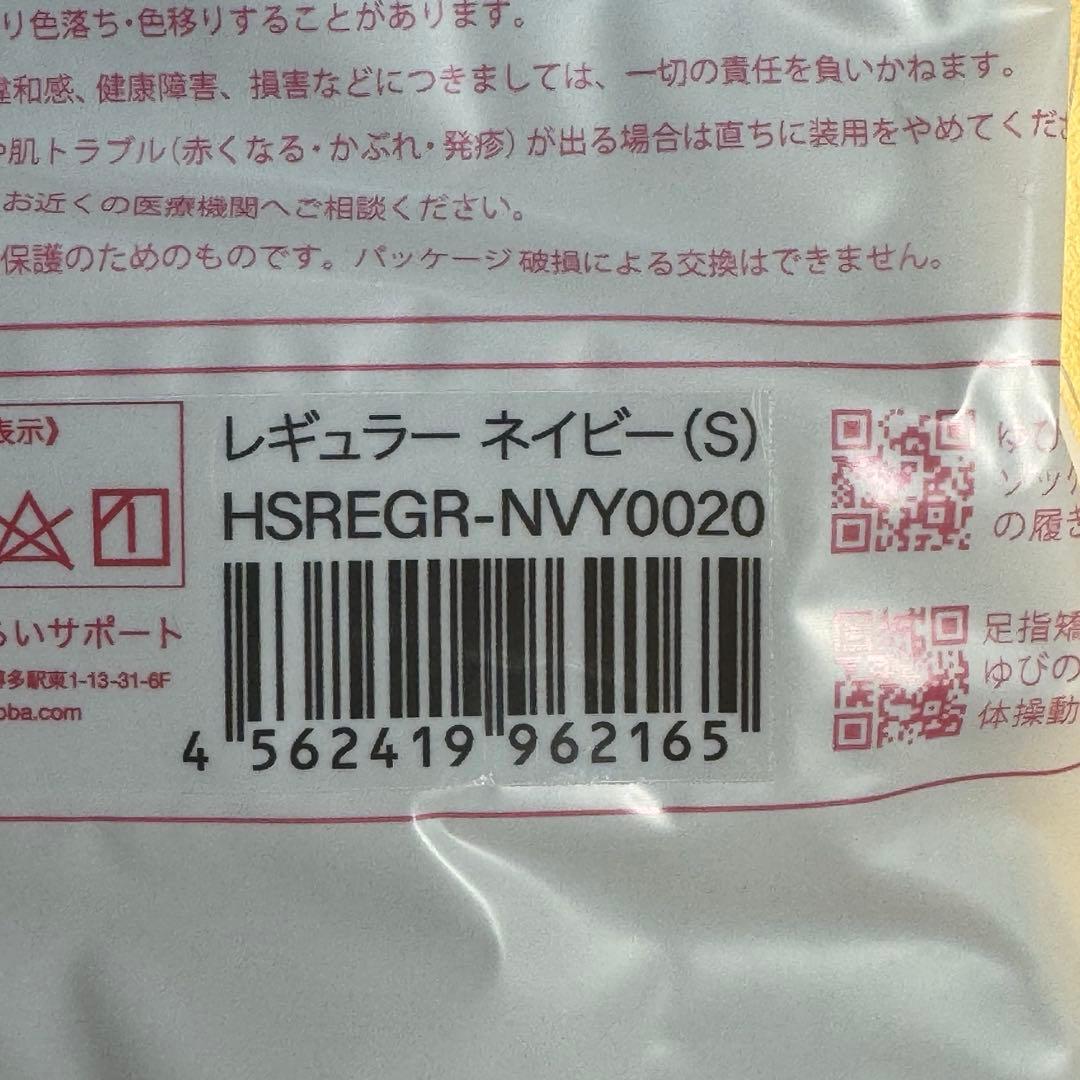 り色落ち・色移りすることがあります。
違和感、健康障害、損害などにつきましては、一切の責任を負いかねます。
や肌トラブル(赤くなる・かぶれ・発疹)が出る場合は直ちに装用をやめてくださ
お近くの医療機関へご相談ください。
保護のためのものです。パッケージ破損による交換はできません。
表示》
レギュラー ネイビー(S)
HSREGR-NVY0020
4 562419 962165
らいサポート
博多駅東1-13-31-6F
oba.com
ゆび
ソック
の履き
足指矯
ゆびの
体操動